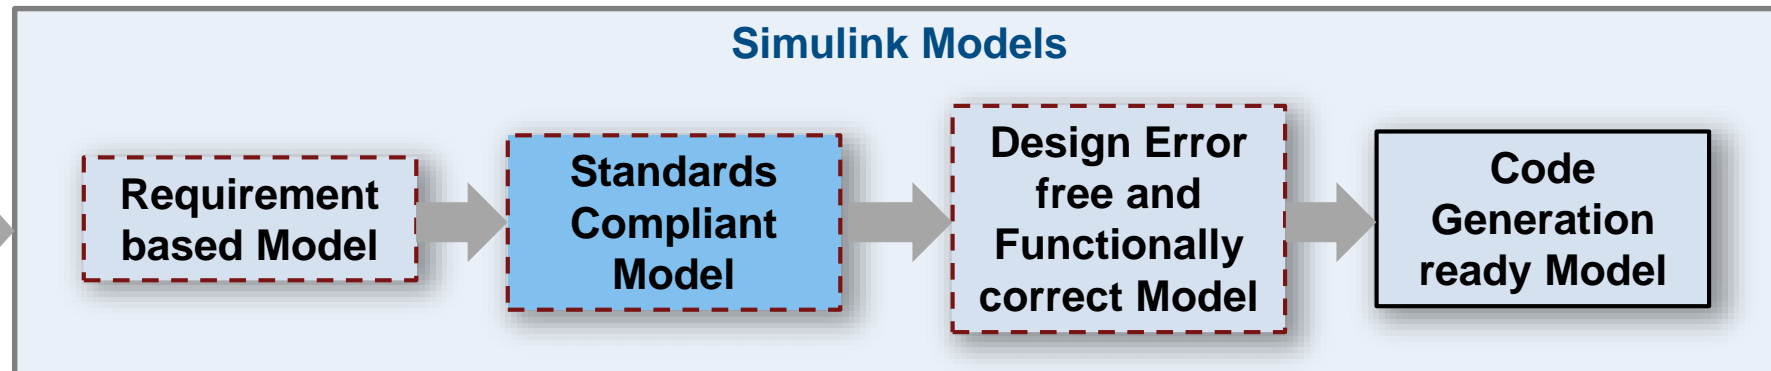 Simulink Models
Requirement
based Model
Standards
Compliant
Model
Design Error
free and
Functionally
correct Model
Code
Generation
ready Model